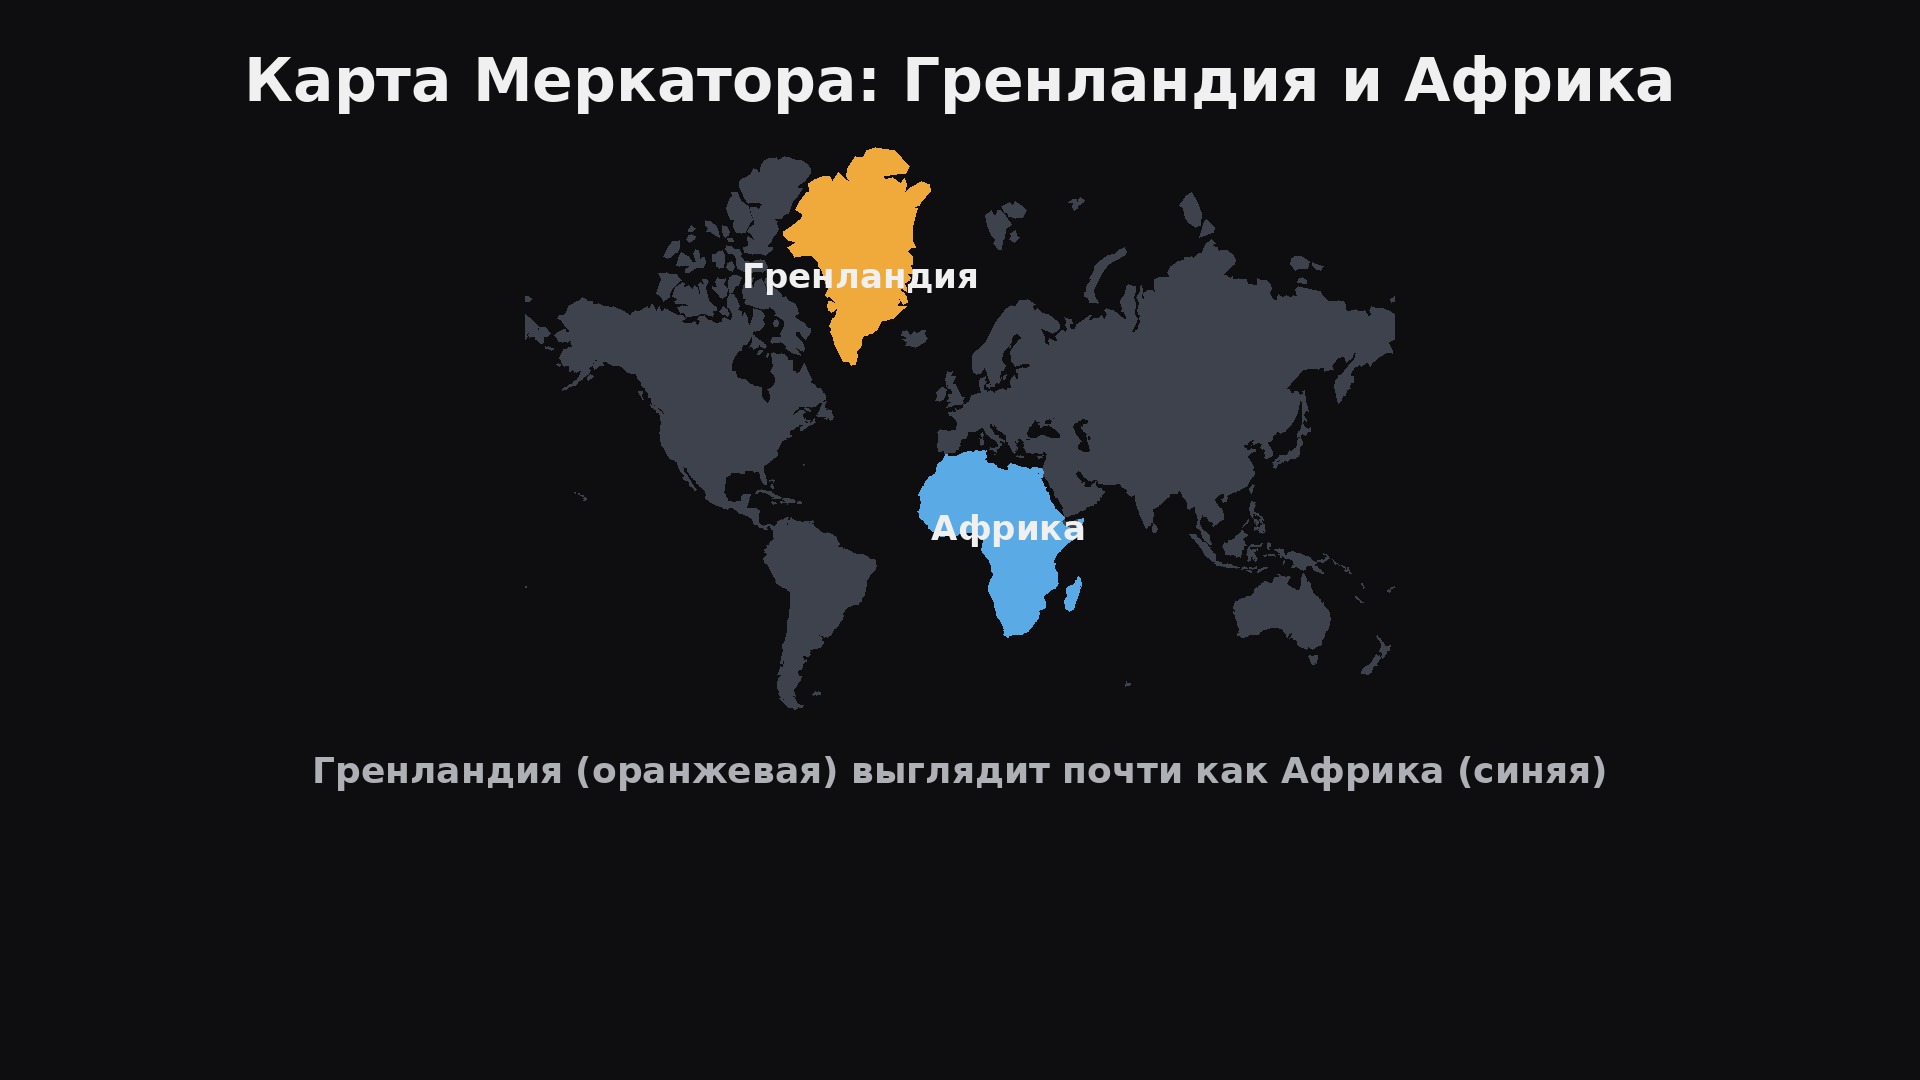 Карта Меркатора: Гренландия и Африка
Гренландия
Африка
Гренландия (оранжевая) выглядит почти как Африка (синяя)